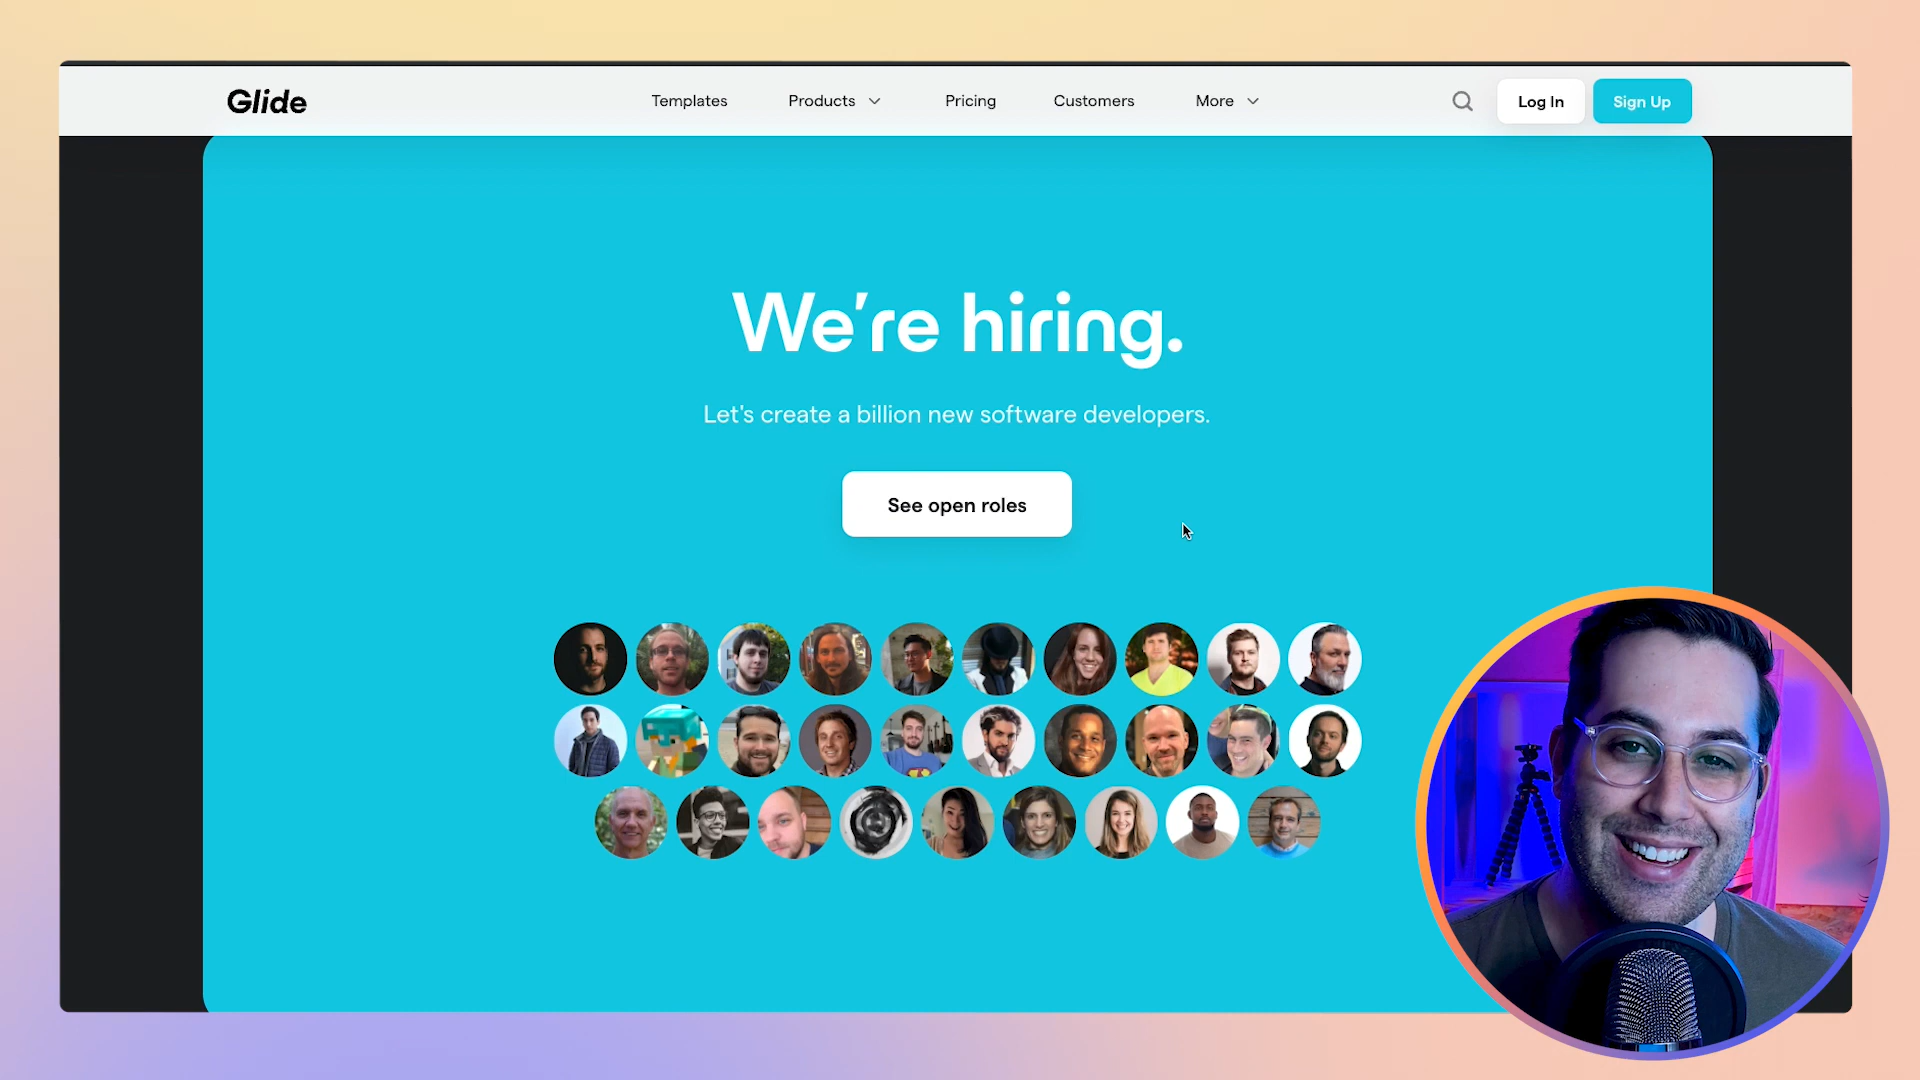 Glide
Templates
Products
Pricing
Customers
More
Log In
Sign Up
We're hiring.
Let's create a billion new software developers.
See open roles